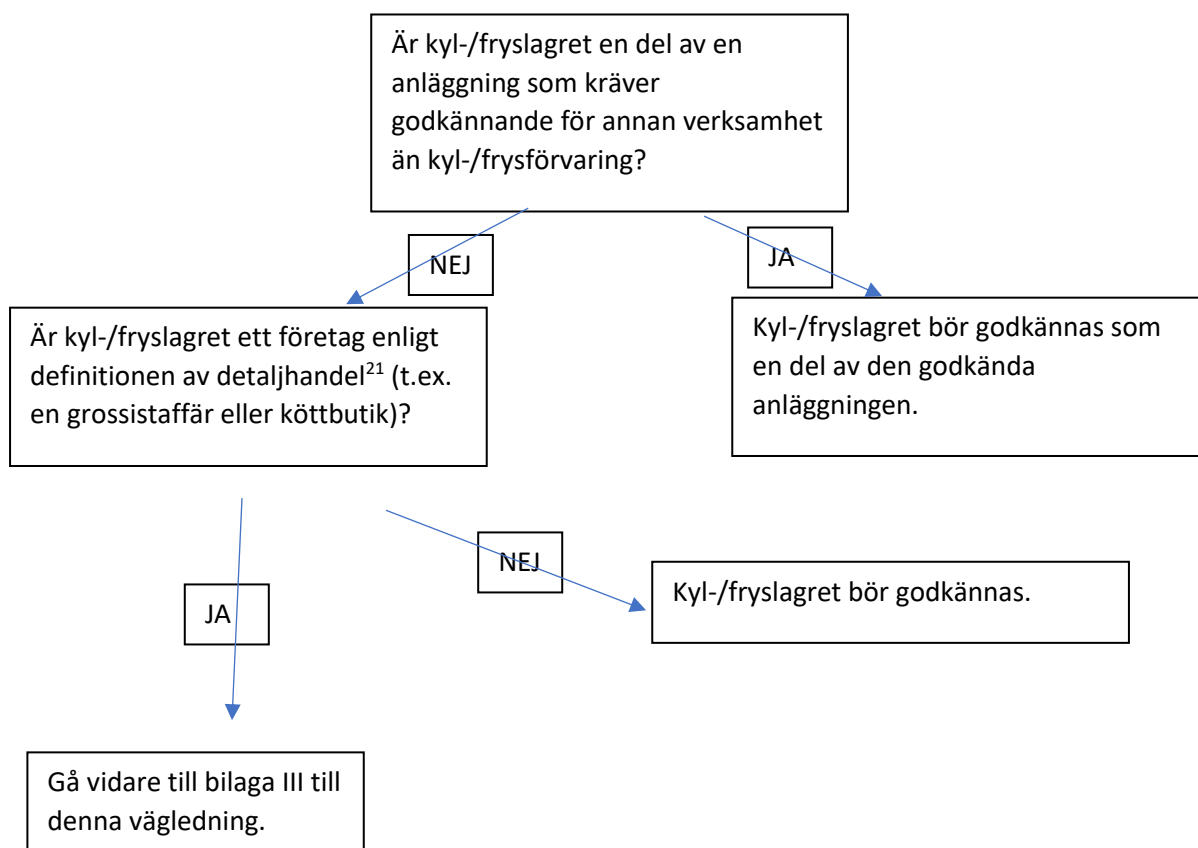 Är kyl-/fryslagret en del av en
anläggning som kräver
godkännande för annan verksamhet
än kyl-/frysförvaring?
NEJ
JA
Är kyl-/fryslagret ett företag enligt
definitionen av detaljhandel21 (t.ex.
en grossistaffär eller köttbutik)?
Kyl-/fryslagret bör godkännas som
en del av den godkända
anläggningen.
JA
NEJ
Kyl-/fryslagret bör godkännas.
Gå vidare till bilaga III till
denna vägledning.